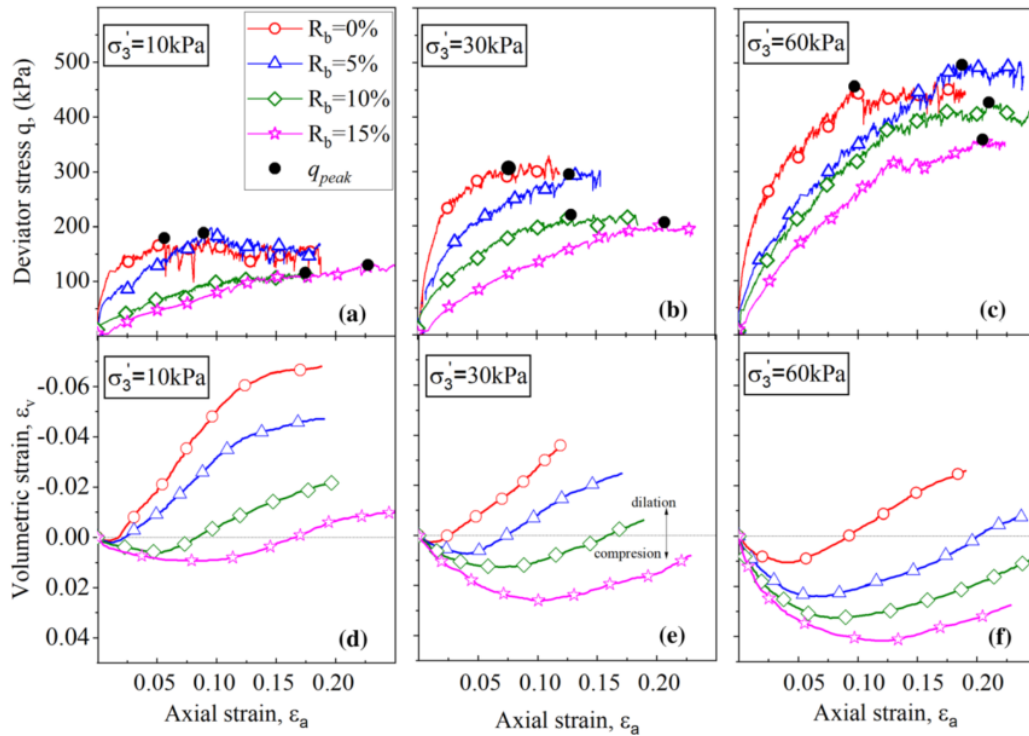 Deviator stress q, (kPa)
500
400
300
200
100
σ3'=10kPa
Rb=0%
Rb=5%
Rb=10%
Rb=15%
qpeak
(a)
σ3'=30kPa
(b)
σ3'=60kPa
(c)
Volumetric strain, εv
-0.06
-0.04
-0.02
0.00
0.02
0.04
σ3'=10kPa
(d)
σ3'=30kPa
dilation
compresion
(e)
σ3'=60kPa
(f)
0.05 0.10 0.15 0.20
0.05 0.10 0.15 0.20
0.05 0.10 0.15 0.20
Axial strain, εa
Axial strain, εa
Axial strain, εa